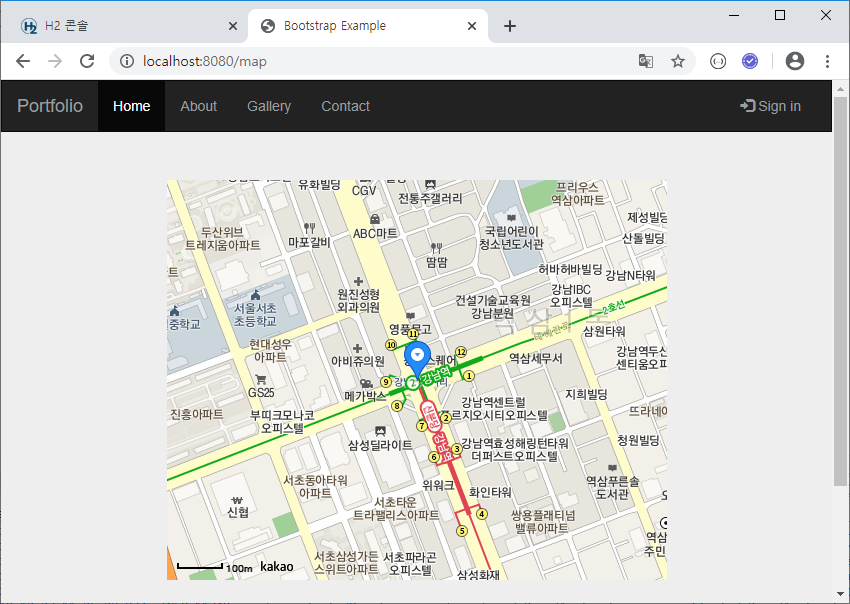 H2 콘솔
Bootstrap Example
localhost:8080/map
Portfolio
Home
About
Gallery
Contact
Sign in
유화빌딩
CGV
전통주갤러리
프리우스
역삼아파트
제성빌딩
산돌빌딩
두산위브
트레지움아파트
마포갈비
ABC마트
국립어린이
청소년도서관
땀땀
허바허바빌딩
강남N타워
원진성형
외과의원
강남IBC
오피스텔
건설기술교육원
강남분원
서울서초
초등학교
중학교
영풍문고
2호선
테헤란로
삼원타워
현대성우
아파트
아비쥬의원
역삼세무서
11
10
12
1
9
8
2
강남역
GS25
메가박스
지희빌딩
진흥아파트
부띠크모나코
오피스텔
강남역센트럴
르지오시티오피스텔
2
7
강남역
삼성딜라이트
강남역효성해링턴타워
더퍼스트오피스텔
청원빌딩
3
6
서초동아타워
아파트
위워크
화인타워
역삼푸른솔
도서관
신협
서초타운
트라팰리스아파트
4
5
쌍용플래티넘
밸류아파트
서초삼성가든
스위트아파트
서초파라곤
오피스텔
삼성화재
100m
kakao